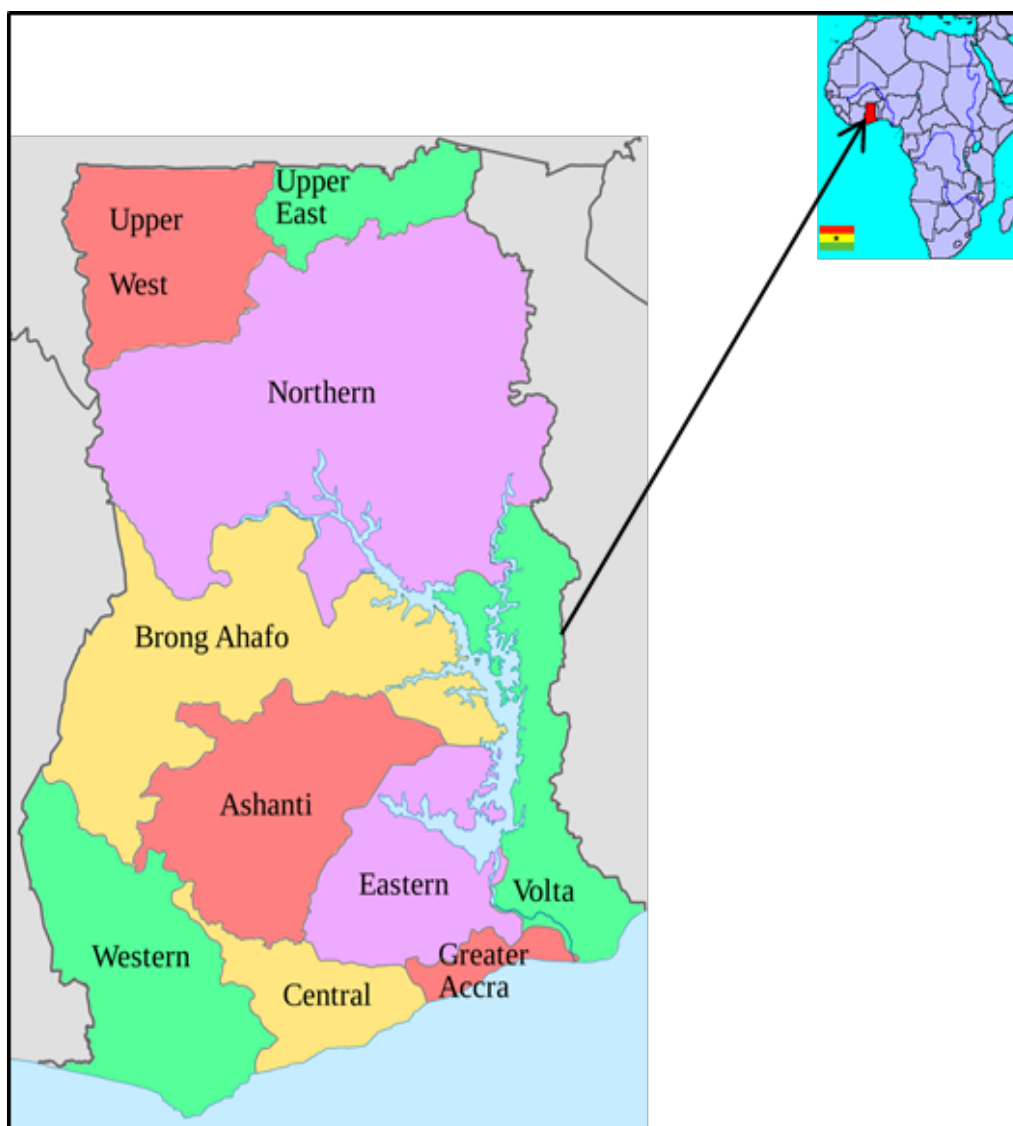 Upper
West
Upper
East
Northern
Brong Ahafo
Ashanti
Eastern
Volta
Western
Greater
Accra
Central